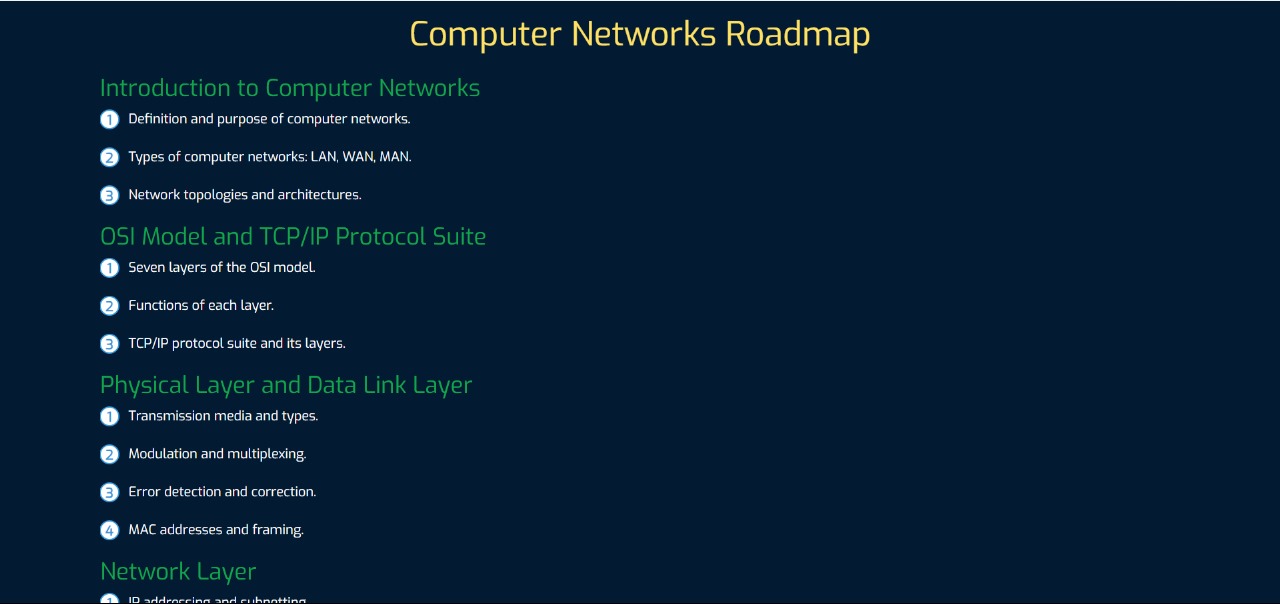 Computer Networks Roadmap
Introduction to Computer Networks
1 Definition and purpose of computer networks.
2 Types of computer networks: LAN, WAN, MAN.
3 Network topologies and architectures.
OSI Model and TCP/IP Protocol Suite
1 Seven layers of the OSI model.
2 Functions of each layer.
3 TCP/IP protocol suite and its layers.
Physical Layer and Data Link Layer
1 Transmission media and types.
2 Modulation and multiplexing.
3 Error detection and correction.
4 MAC addresses and framing.
Network Layer
1 IP addressing and subnetting.